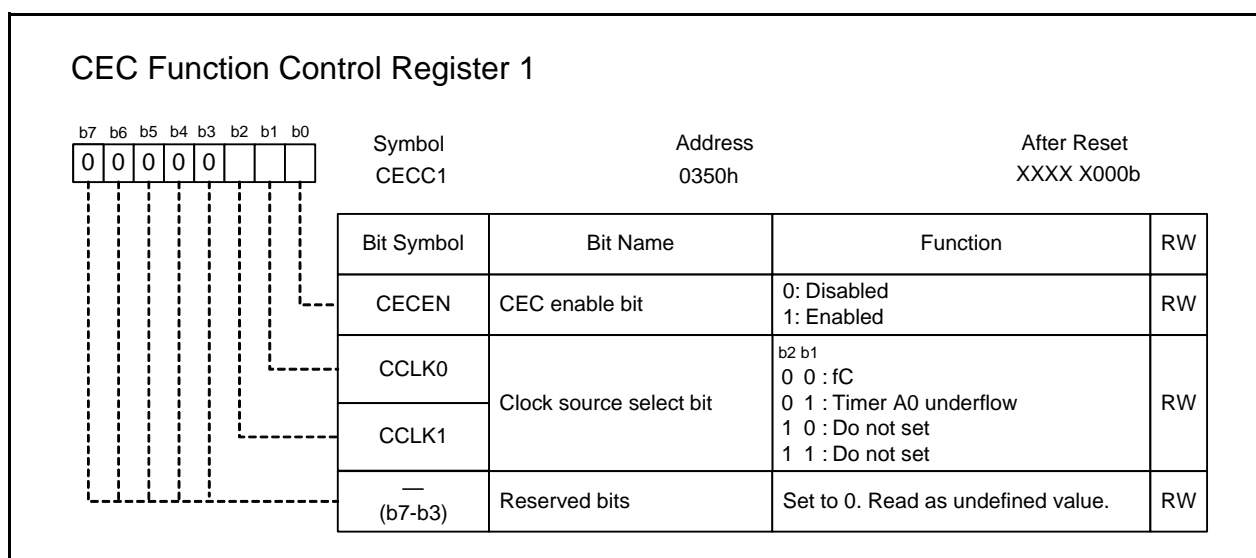 CEC Function Control Register 1
b7 b6 b5 b4 b3 b2 b1 b0
0 0 0 0 0
Symbol Address After Reset
CECC1 0350h XXXX X000b
Bit Symbol Bit Name Function RW
CECEN CEC enable bit 0: Disabled RW
1: Enabled
CCLK0 Clock source select bit b2 b1 RW
0 0 : fC
0 1 : Timer A0 underflow
CCLK1 1 0 : Do not set
1 1 : Do not set
— Reserved bits Set to 0. Read as undefined value. RW
(b7-b3)